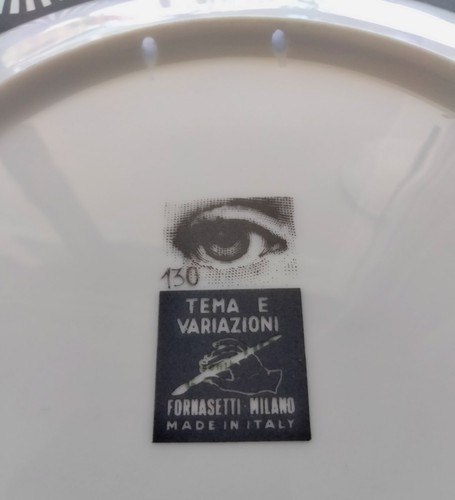 130
TEMA E
VARIAZIONI
FORNASETTI-MILANO
MADE IN ITALY